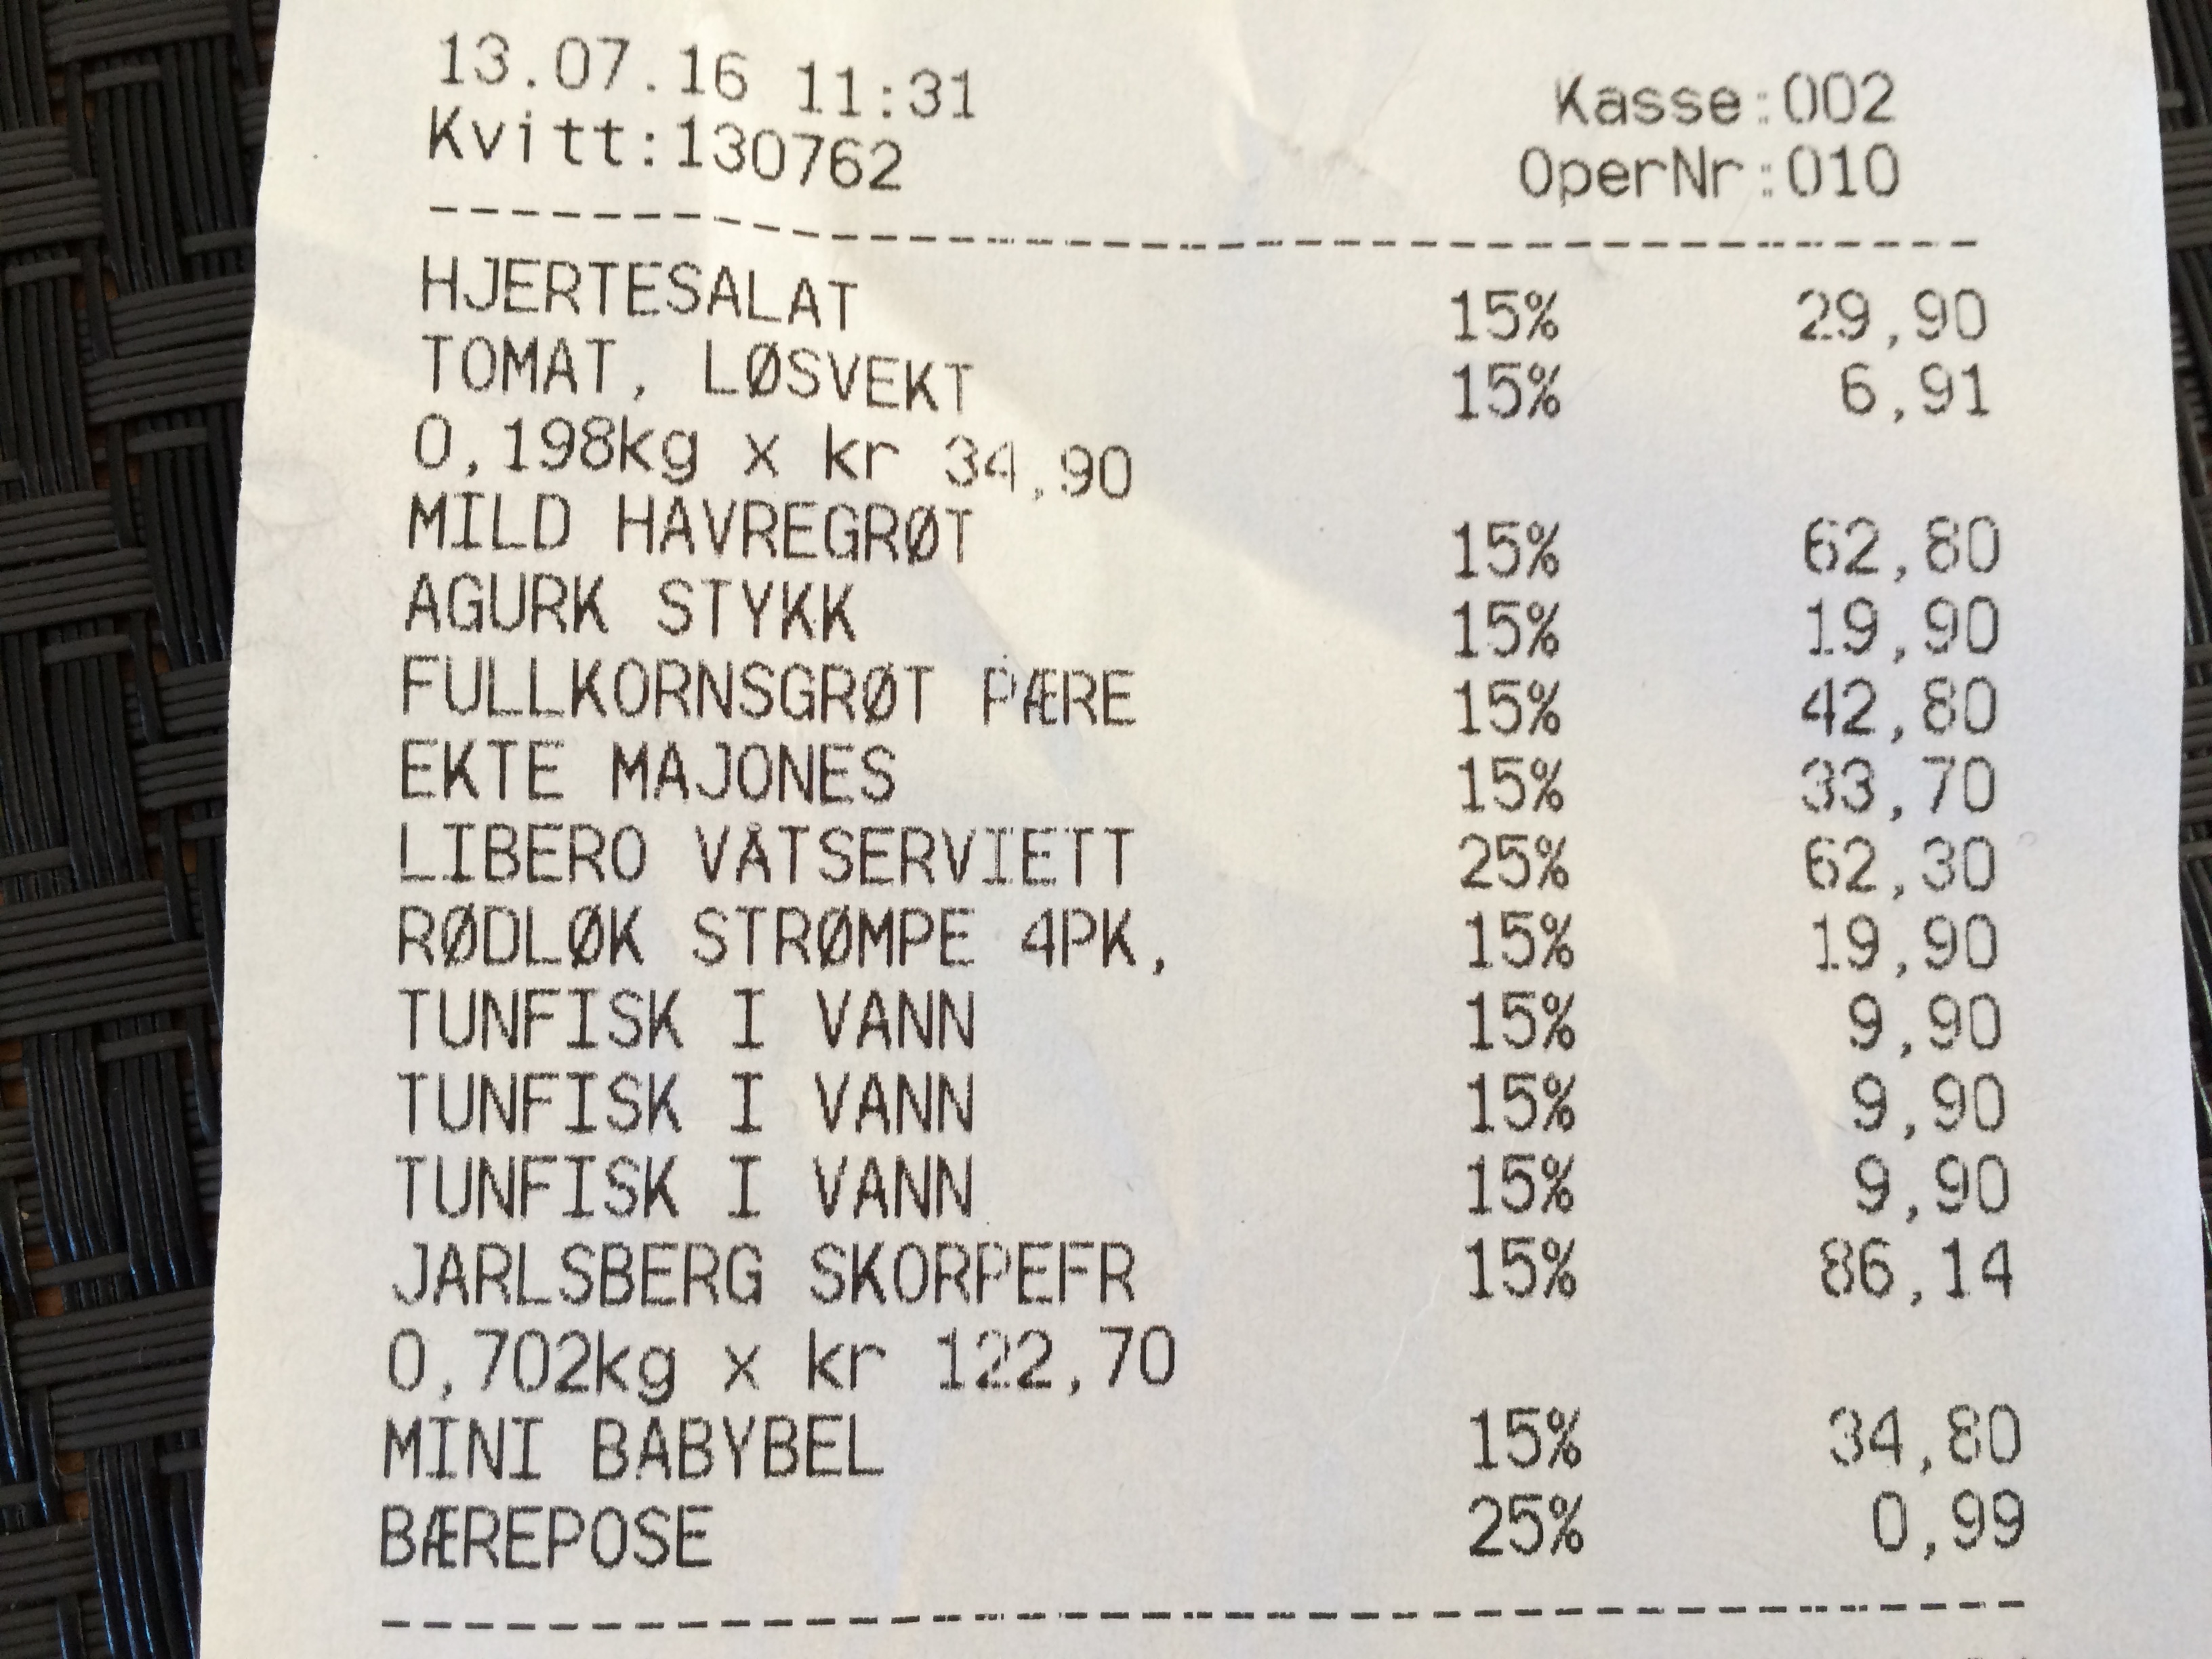 13.07.16 11:31 Kasse:002
Kvitt:130762 OperNr:010
HJERTESALAT 15% 29,90
TOMAT, LØSVEKT 15% 6,91
0,198kg x kr 34,90
MILD HAVREGRØT 15% 62,80
AGURK STYKK 15% 19,90
FULLKORNSGRØT PÆRE 15% 42,80
EKTE MAJONES 15% 33,70
LIBERO VÅTSERVIETT 25% 62,30
RØDLØK STRØMPE 4PK, 15% 19,90
TUNFISK I VANN 15% 9,90
TUNFISK I VANN 15% 9,90
TUNFISK I VANN 15% 9,90
JARLSBERG SKORPEFR 15% 86,14
0,702kg x kr 122,70
MINI BABYBEL 15% 34,80
BÆREPOSE 25% 0,99